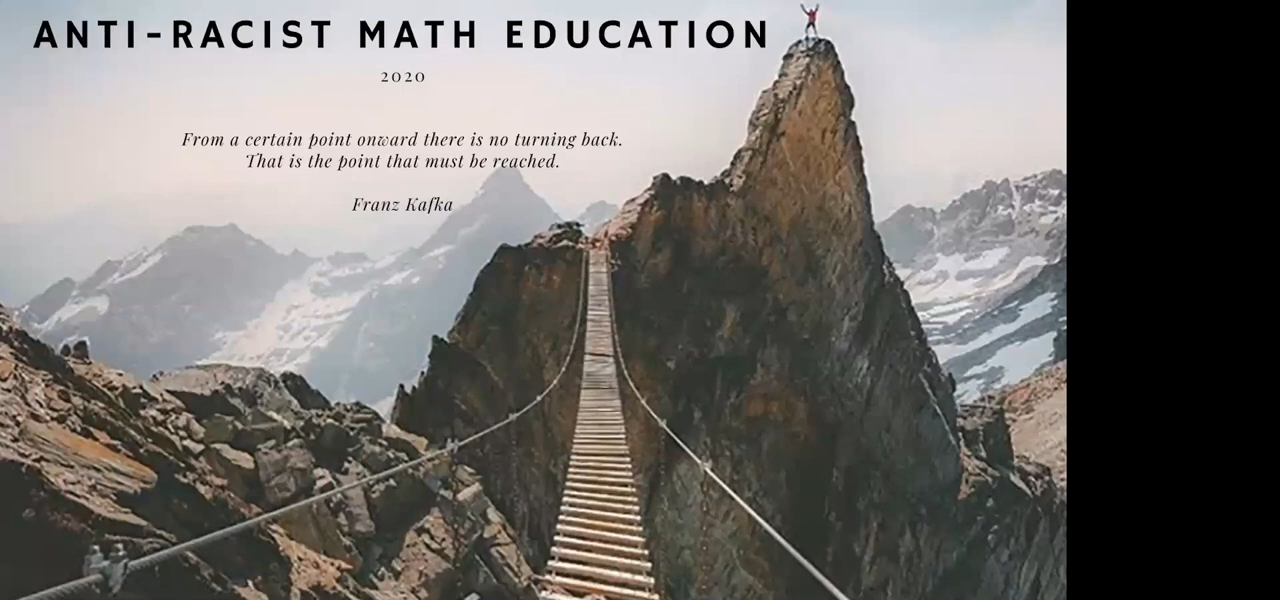 ANTI-RACIST MATH EDUCATION
2020
From a certain point onward there is no turning back.
That is the point that must be reached.
Franz Kafka